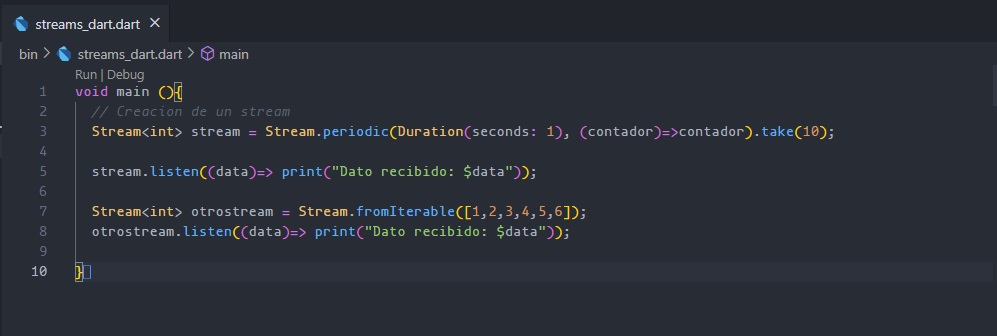 streams_dart.dart ×
bin > streams_dart.dart > main
Run | Debug
1 void main (){
2 // Creacion de un stream
3 Stream<int> stream = Stream.periodic(Duration(seconds: 1), (contador)=>contador).take(10);
4
5 stream.listen((data)=> print("Dato recibido: $data"));
6
7 Stream<int> otrostream = Stream.fromIterable([1,2,3,4,5,6]);
8 otrostream.listen((data)=> print("Dato recibido: $data"));
9
10 }